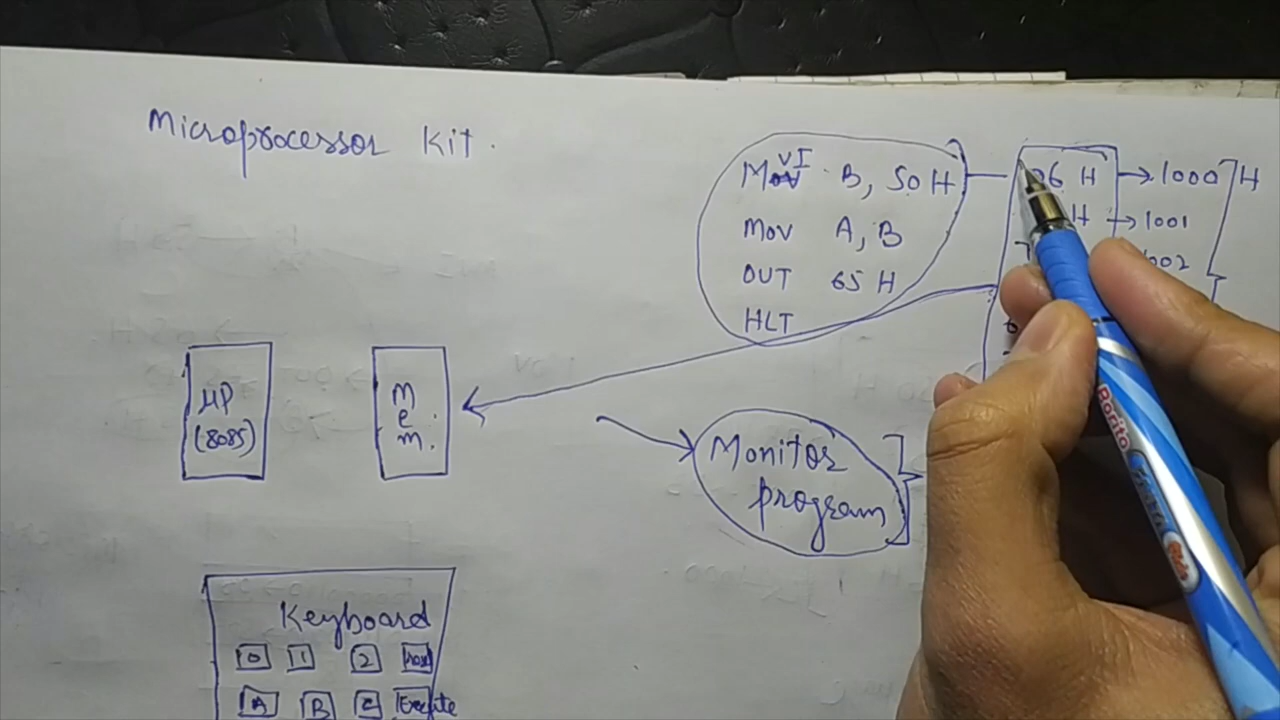 Microprocessor Kit.
MVI B, 50 H
06 H → 1000 H
MOV A, B
H → 1001
OUT 65 H
HLT
μP
(8085)
mem.
Monitor
program
Keyboard
0 1 2
A B C Execute